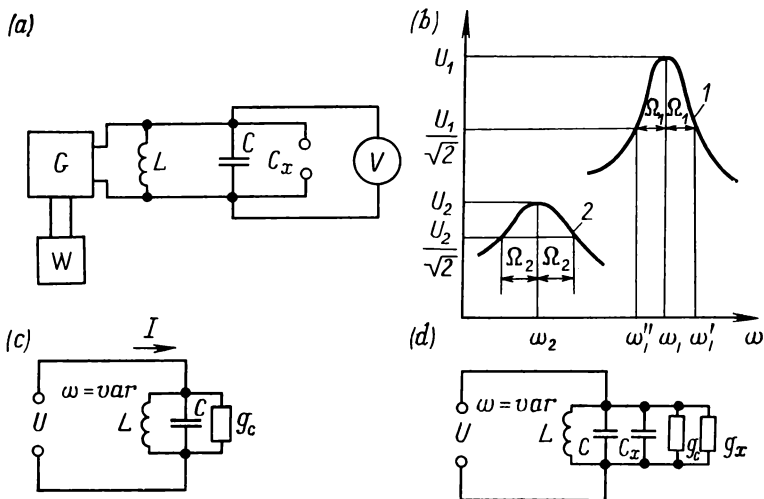 (a)
G
W
L
C
C_x
V
(b)
U_1
U_1/√2
U_2
U_2/√2
Ω_1 Ω_1
1
Ω_2 Ω_2
2
ω_2 ω_1'' ω_1 ω_1' ω
(c)
I
U
ω=var
L
C
g_c
(d)
U
ω=var
L
C
C_x
g_c
g_x